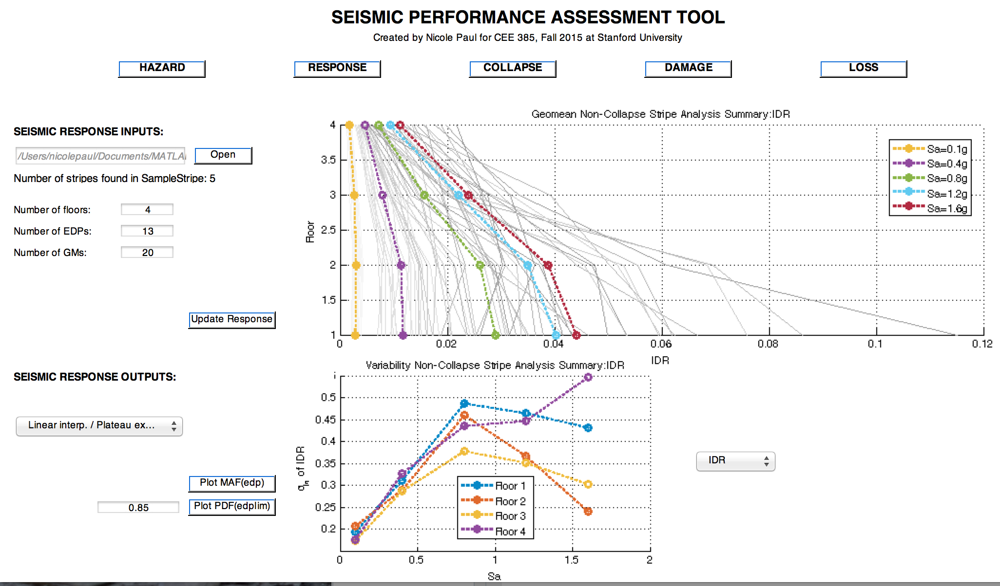 SEISMIC PERFORMANCE ASSESSMENT TOOL
Created by Nicole Paul for CEE 385, Fall 2015 at Stanford University
HAZARD
RESPONSE
COLLAPSE
DAMAGE
LOSS
SEISMIC RESPONSE INPUTS:
/Users/nicolepaul/Documents/MATLA
Open
Number of stripes found in SampleStripe: 5
Number of floors: 4
Number of EDPs: 13
Number of GMs: 20
Update Response
Geomean Non-Collapse Stripe Analysis Summary:IDR
4
3.5
3
2.5
2
1.5
1
Floor
0 0.02 0.04 0.06 0.08 0.1 0.12
IDR
Sa=0.1g
Sa=0.4g
Sa=0.8g
Sa=1.2g
Sa=1.6g
SEISMIC RESPONSE OUTPUTS:
Linear interp. / Plateau ex...
Plot MAF(edp)
0.85
Plot PDF(edplim)
Variability Non-Collapse Stripe Analysis Summary:IDR
0.5
0.45
0.4
0.35
0.3
0.25
0.2
σln of IDR
0 0.5 1 1.5 2
Sa
Floor 1
Floor 2
Floor 3
Floor 4
IDR